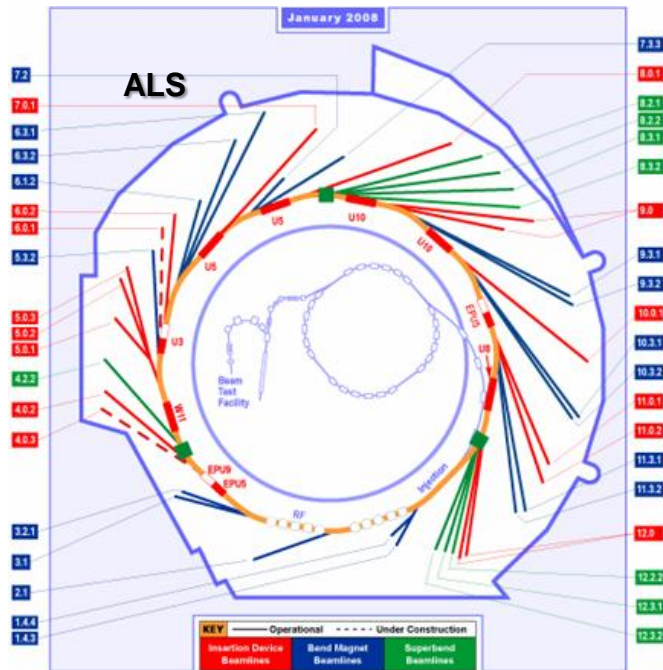 January 2008
ALS
7.2
7.0.1
6.3.1
6.3.2
6.1.2
6.0.2
6.0.1
5.3.2
5.0.3
5.0.2
5.0.1
4.2.2
4.0.2
4.0.3
3.2.1
3.1
2.1
1.4.4
1.4.3
7.3.3
8.0.1
8.2.1
8.2.2
8.3.1
8.3.2
9.0
9.3.1
9.3.2
10.0.1
10.3.1
10.3.2
11.0.1
11.0.2
11.3.1
11.3.2
12.0
12.2.2
12.3.1
12.3.2
U5
U10
U5
U10
EPU5
U3
U8
W11
EPU9
EPU5
RF
Injection
Beam
Test
Facility
KEY Operational Under Construction
Insertion Device
Beamlines
Bend Magnet
Beamlines
Superbend
Beamlines